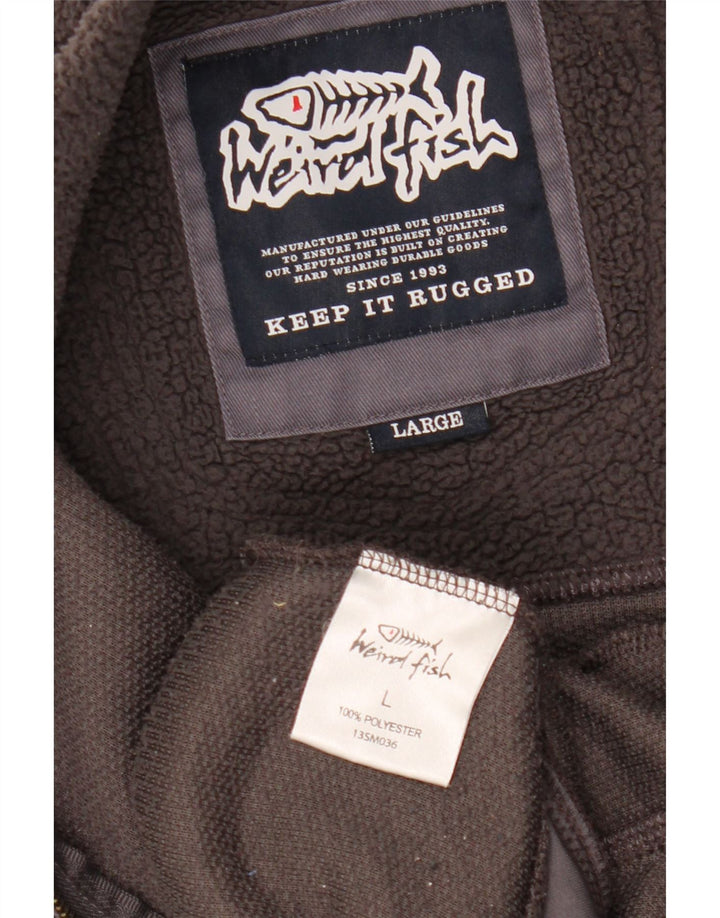 Weird fish
MANUFACTURED UNDER OUR GUIDELINES
TO ENSURE THE HIGHEST QUALITY.
OUR REPUTATION IS BUILT ON CREATING
HARD WEARING DURABLE GOODS
SINCE 1993
KEEP IT RUGGED
LARGE
Weird fish
L
100% POLYESTER
13SM036